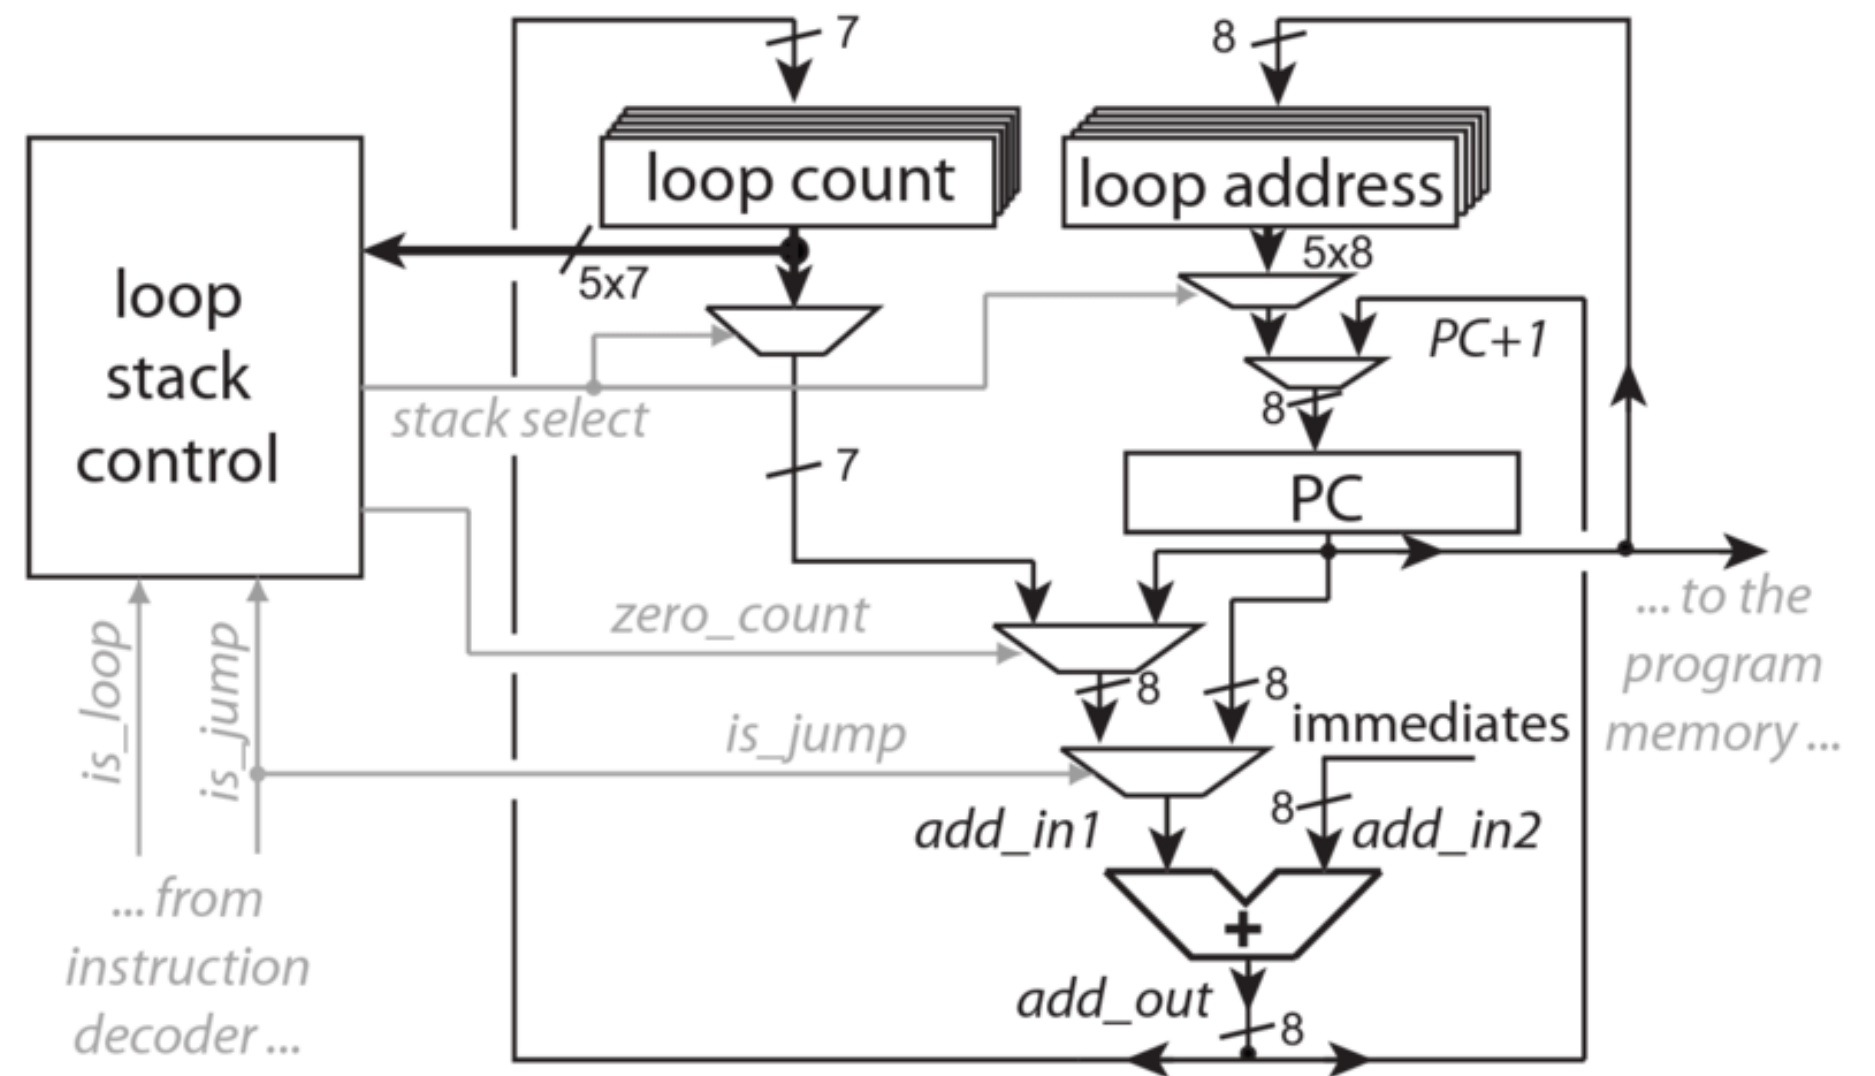 7
8
loop count
loop address
5x7
5x8
loop
stack
control
PC+1
8
stack select
7
PC
zero_count
... to the
program
memory ...
is_loop
is_jump
8
8
immediates
is_jump
8
add_in1
add_in2
+
... from
instruction
decoder ...
add_out
8